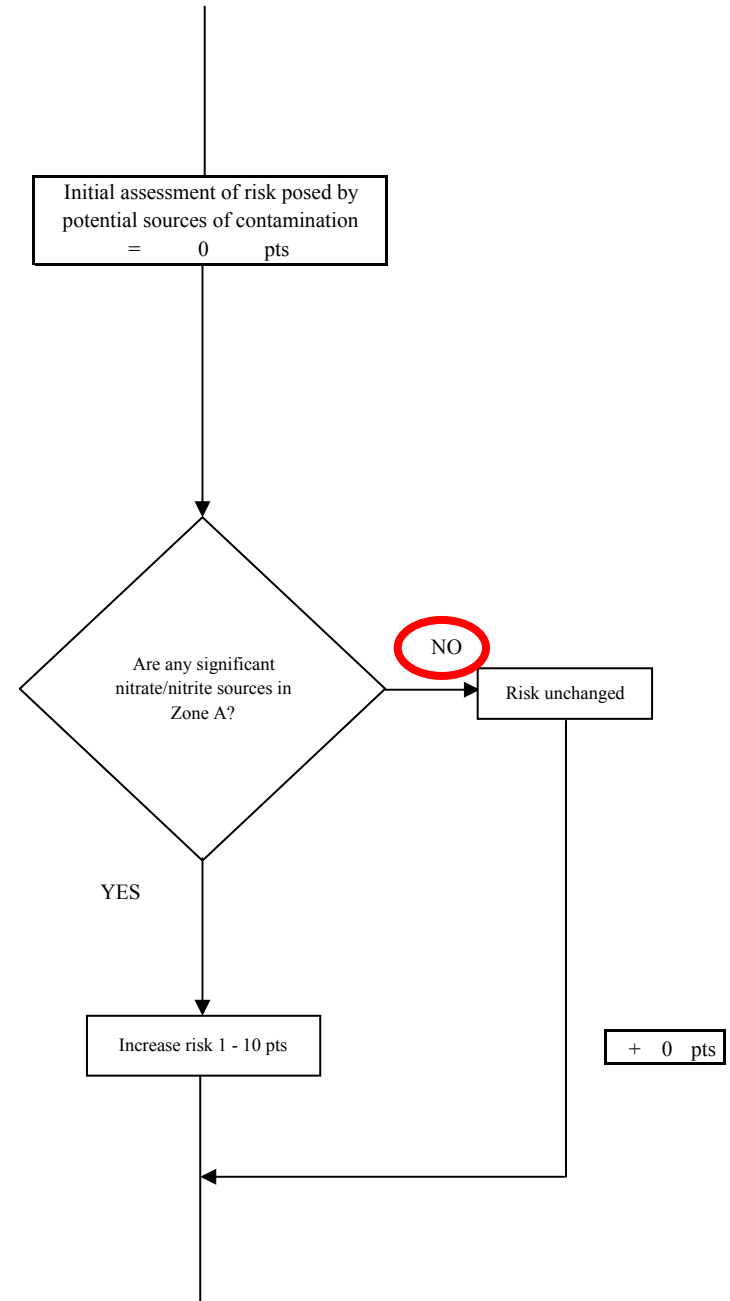 Initial assessment of risk posed by
potential sources of contamination
= 0 pts
Are any significant
nitrate/nitrite sources in
Zone A?
NO
Risk unchanged
YES
Increase risk 1 - 10 pts
+ 0 pts